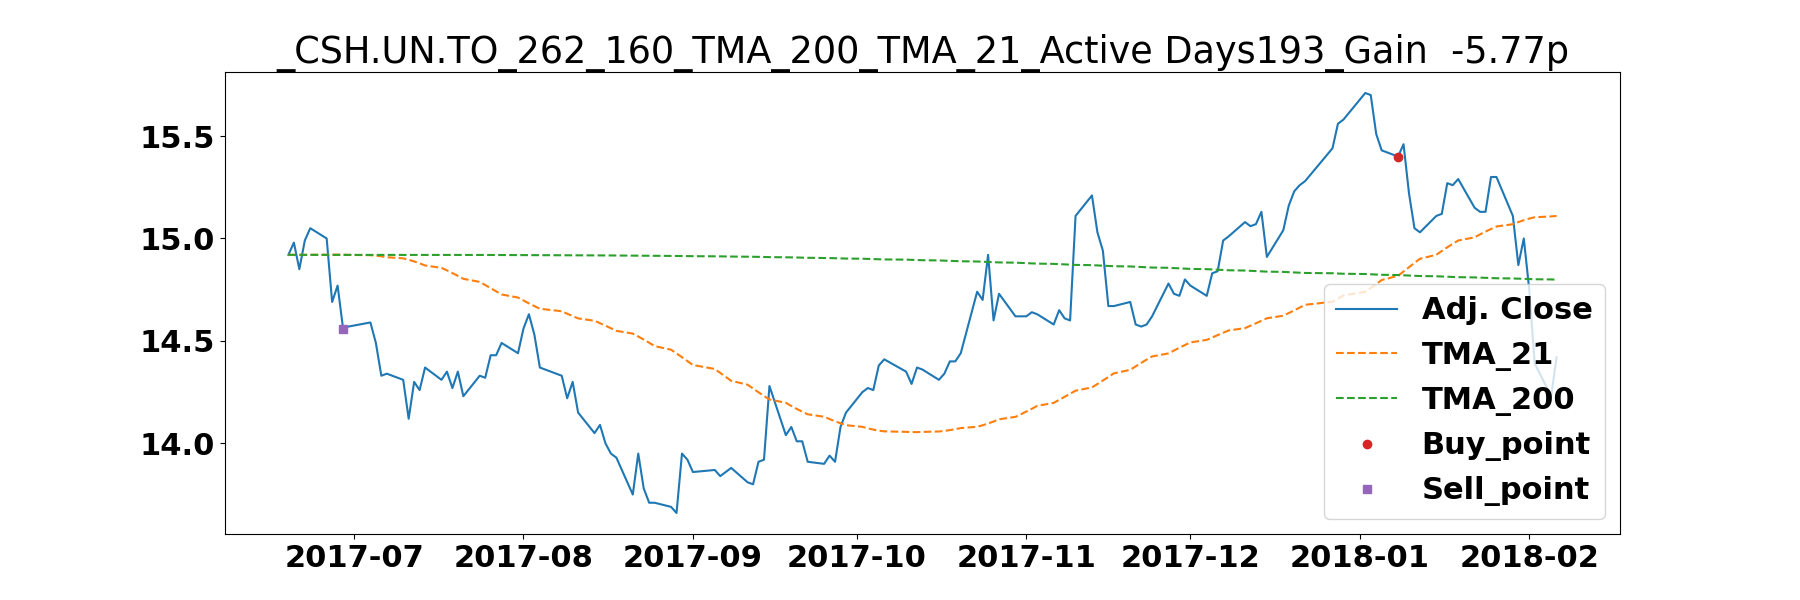 _CSH.UN.TO_262_160_TMA_200_TMA_21_Active Days193_Gain  -5.77p
15.5
15.0
14.5
14.0
Adj. Close
TMA_21
TMA_200
Buy_point
Sell_point
2017-07 2017-08 2017-09 2017-10 2017-11 2017-12 2018-01 2018-02